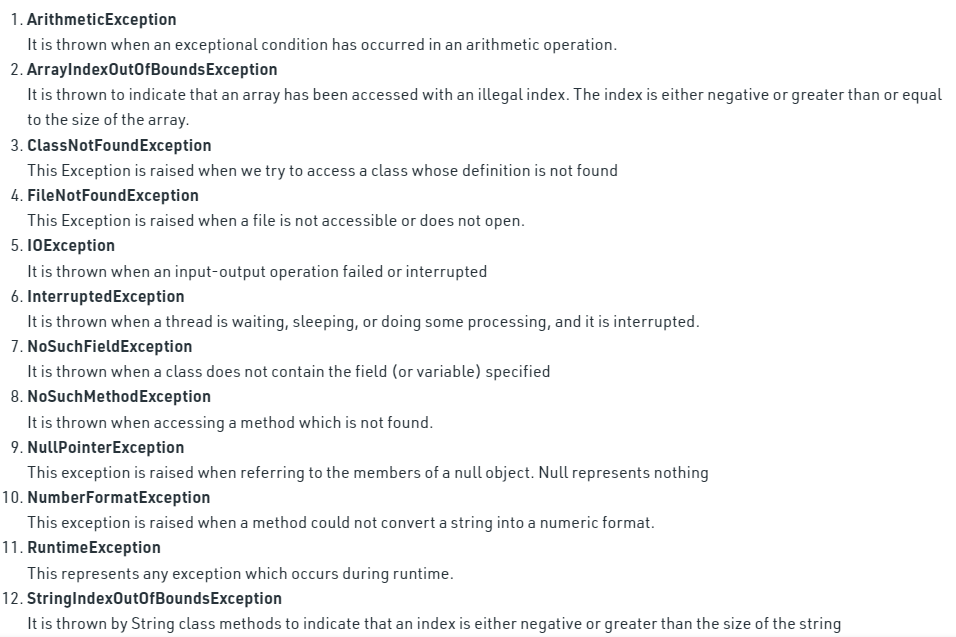 1. ArithmeticException
It is thrown when an exceptional condition has occurred in an arithmetic operation.
2. ArrayIndexOutOfBoundsException
It is thrown to indicate that an array has been accessed with an illegal index. The index is either negative or greater than or equal
to the size of the array.
3. ClassNotFoundException
This Exception is raised when we try to access a class whose definition is not found
4. FileNotFoundException
This Exception is raised when a file is not accessible or does not open.
5. IOException
It is thrown when an input-output operation failed or interrupted
6. InterruptedException
It is thrown when a thread is waiting, sleeping, or doing some processing, and it is interrupted.
7. NoSuchFieldException
It is thrown when a class does not contain the field (or variable) specified
8. NoSuchMethodException
It is thrown when accessing a method which is not found.
9. NullPointerException
This exception is raised when referring to the members of a null object. Null represents nothing
10. NumberFormatException
This exception is raised when a method could not convert a string into a numeric format.
11. RuntimeException
This represents any exception which occurs during runtime.
12. StringIndexOutOfBoundsException
It is thrown by String class methods to indicate that an index is either negative or greater than the size of the string